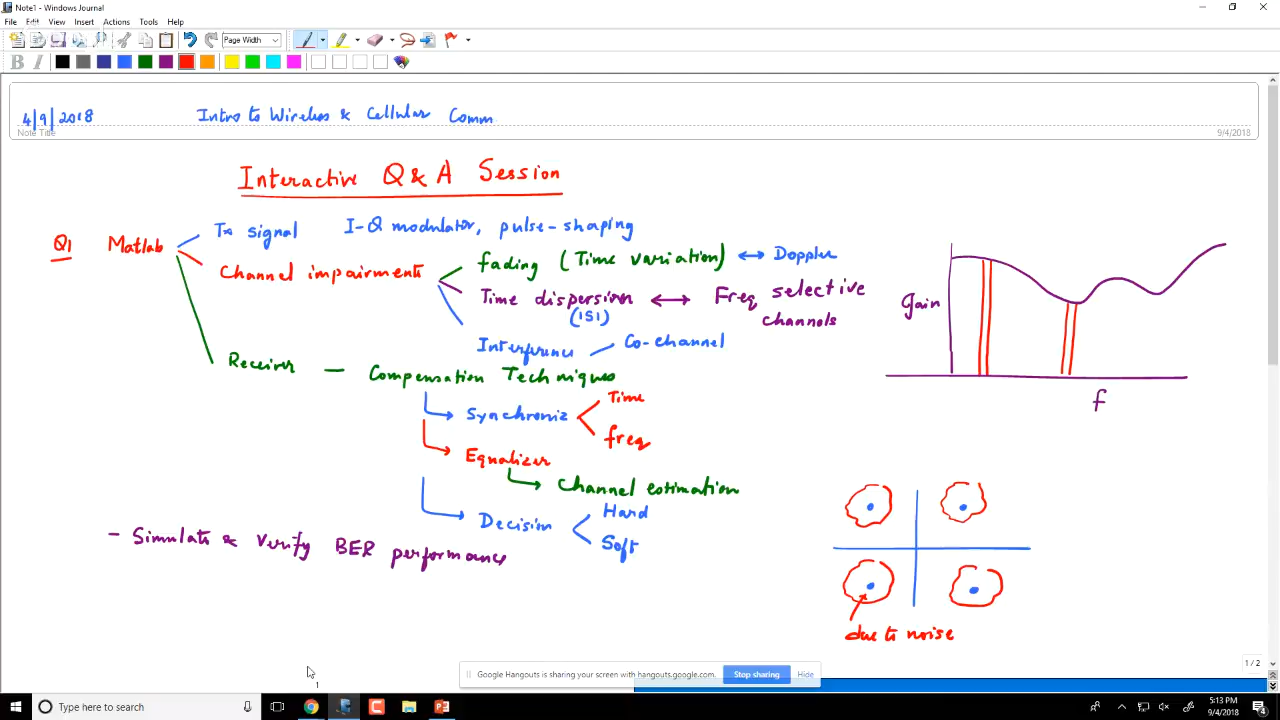 Note1 - Windows Journal
File Edit View Insert Actions Tools Help
Page Width
B I
4|9|2018 Intro to Wireless & Cellular Comm
Note Title 9/4/2018
Interactive Q & A Session
Q1 Matlab
Tx signal I-Q modulator, pulse-shaping
Channel impairments
fading (Time variation) ↔ Doppler
Time dispersion ↔ Freq selective
channels
(ISI)
Interference Co-channel
Receiver — Compensation Techniques
Synchroniz
Time
freq
Equalizer
Channel estimation
Decision
Hard
Soft
- Simulate & verify BER performance
gain
f
due to noise
1 / 2
Google Hangouts is sharing your screen with hangouts.google.com. Stop sharing Hide
Type here to search
5:13 PM
9/4/2018
4